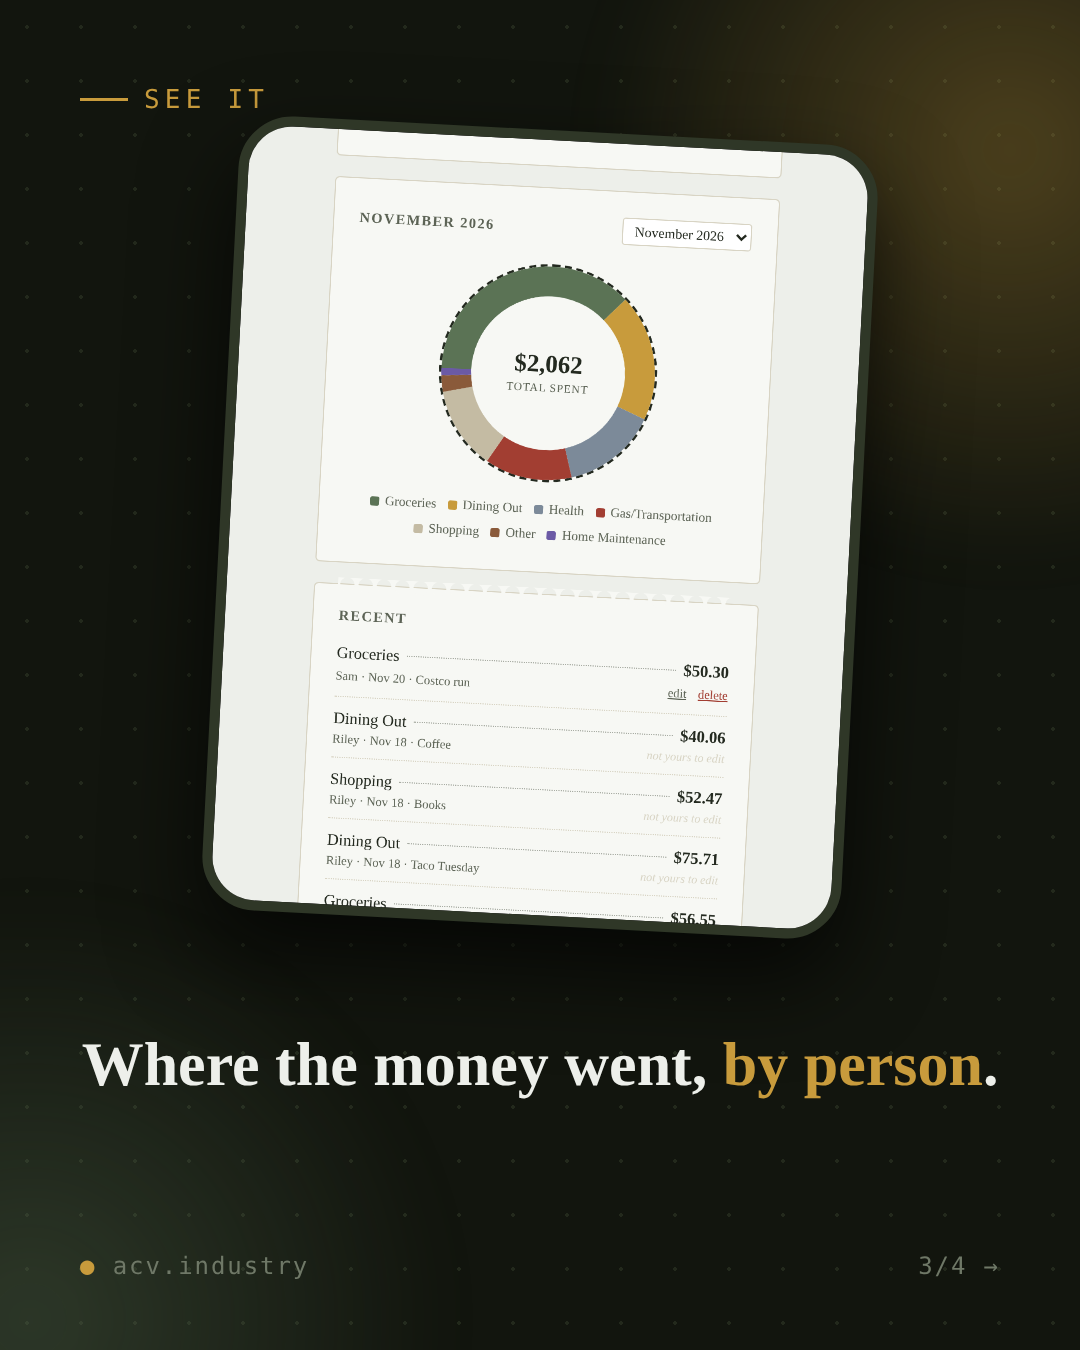 SEE IT
NOVEMBER 2026
November 2026
$2,062
TOTAL SPENT
Groceries Dining Out Health Gas/Transportation
Shopping Other Home Maintenance
RECENT
Groceries $50.30
Sam · Nov 20 · Costco run edit delete
Dining Out $40.06
Riley · Nov 18 · Coffee not yours to edit
Shopping $52.47
Riley · Nov 18 · Books not yours to edit
Dining Out $75.71
Riley · Nov 18 · Taco Tuesday not yours to edit
Groceries $56.55
Where the money went, by person.
acv.industry 3/4 →